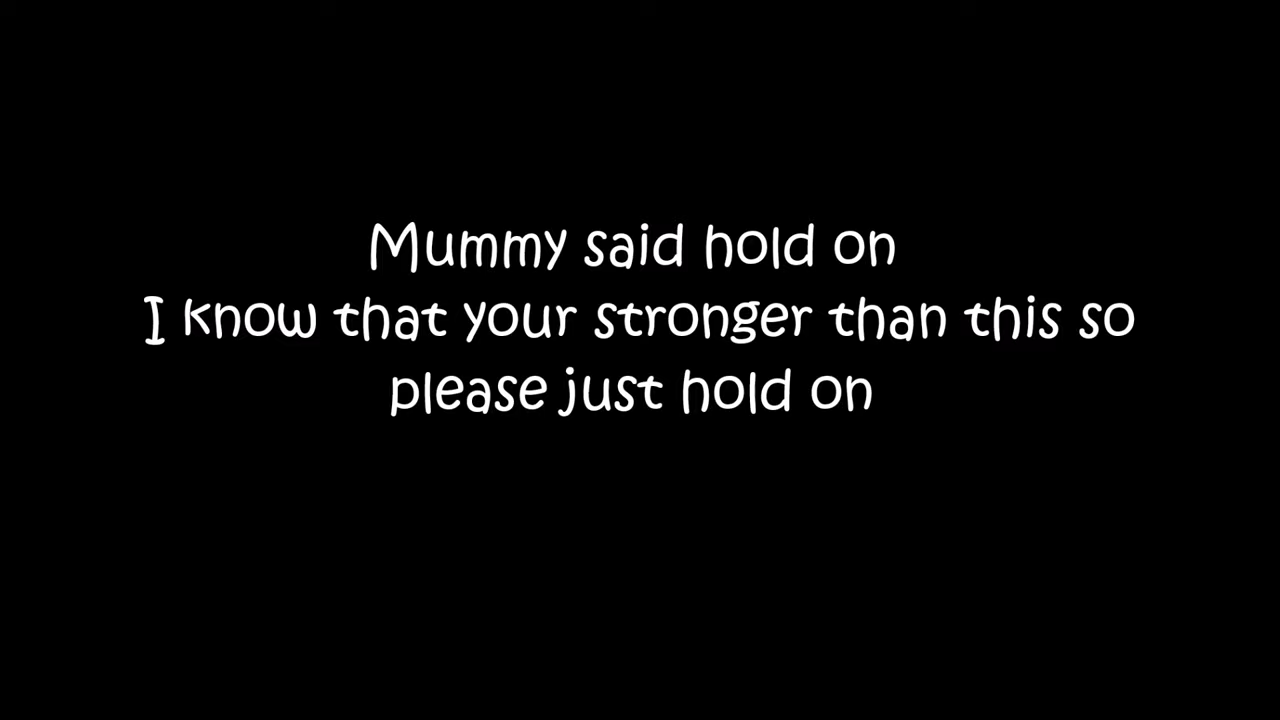 Mummy said hold on
I know that your stronger than this so
please just hold on